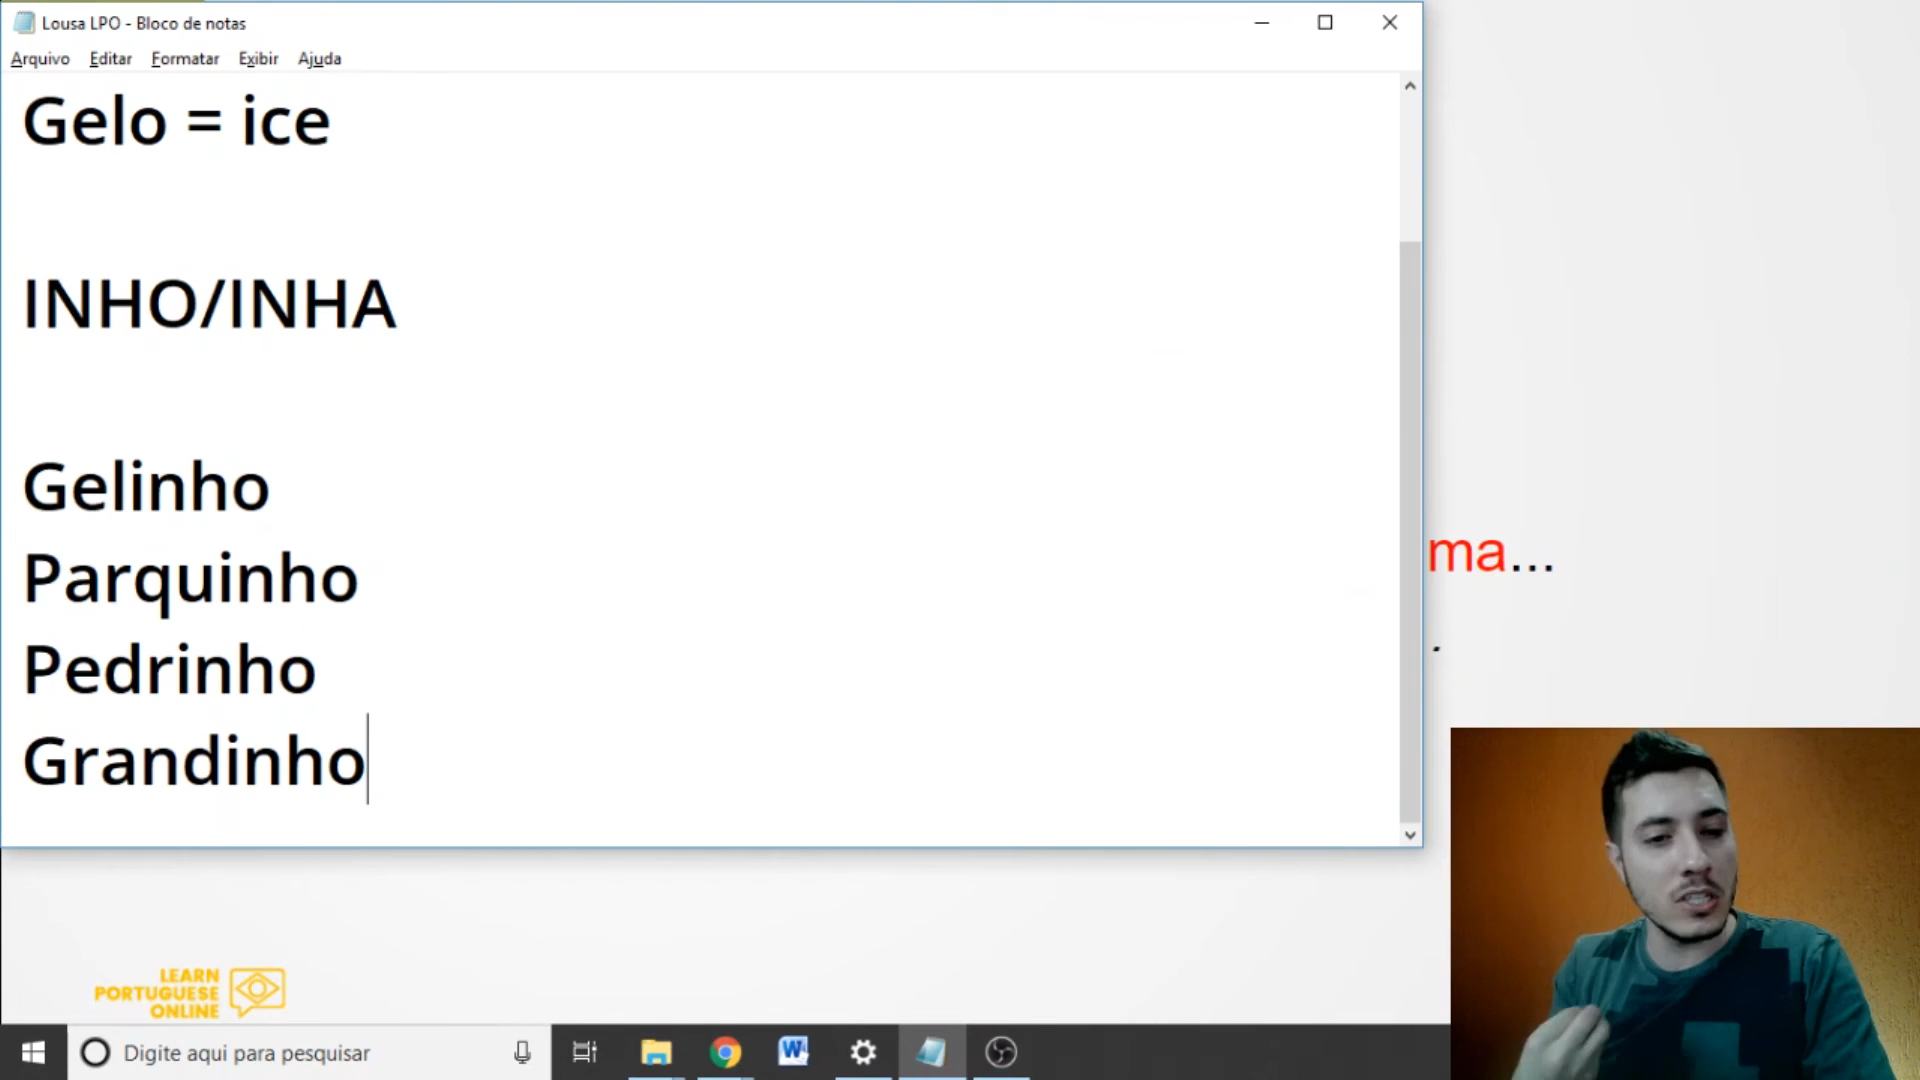 Lousa LPO - Bloco de notas
Arquivo Editar Formatar Exibir Ajuda
Gelo = ice
INHO/INHA
Gelinho
Parquinho
Pedrinho
Grandinho
ma...
LEARN
PORTUGUESE
ONLINE
Digite aqui para pesquisar